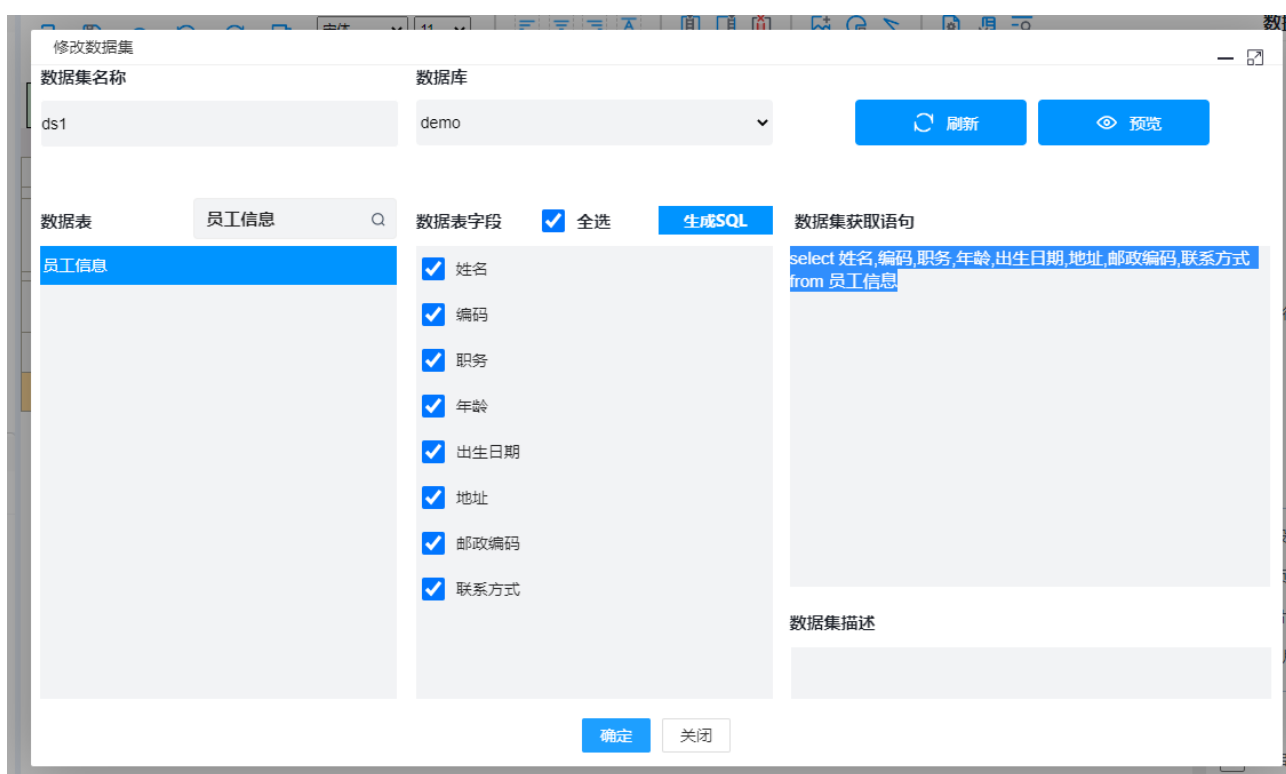 宋体
11
数据
修改数据集
数据集名称
数据库
ds1
demo
刷新
预览
数据表
员工信息
数据表字段
全选
生成SQL
数据集获取语句
员工信息
姓名
编码
职务
年龄
出生日期
地址
邮政编码
联系方式
select 姓名,编码,职务,年龄,出生日期,地址,邮政编码,联系方式
from 员工信息
数据集描述
确定
关闭